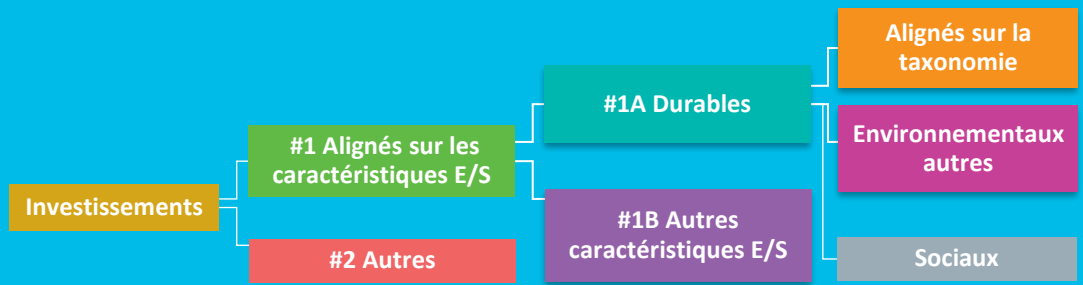 Investissements
#1 Alignés sur les
caractéristiques E/S
#2 Autres
#1A Durables
#1B Autres
caractéristiques E/S
Alignés sur la
taxonomie
Environnementaux
autres
Sociaux